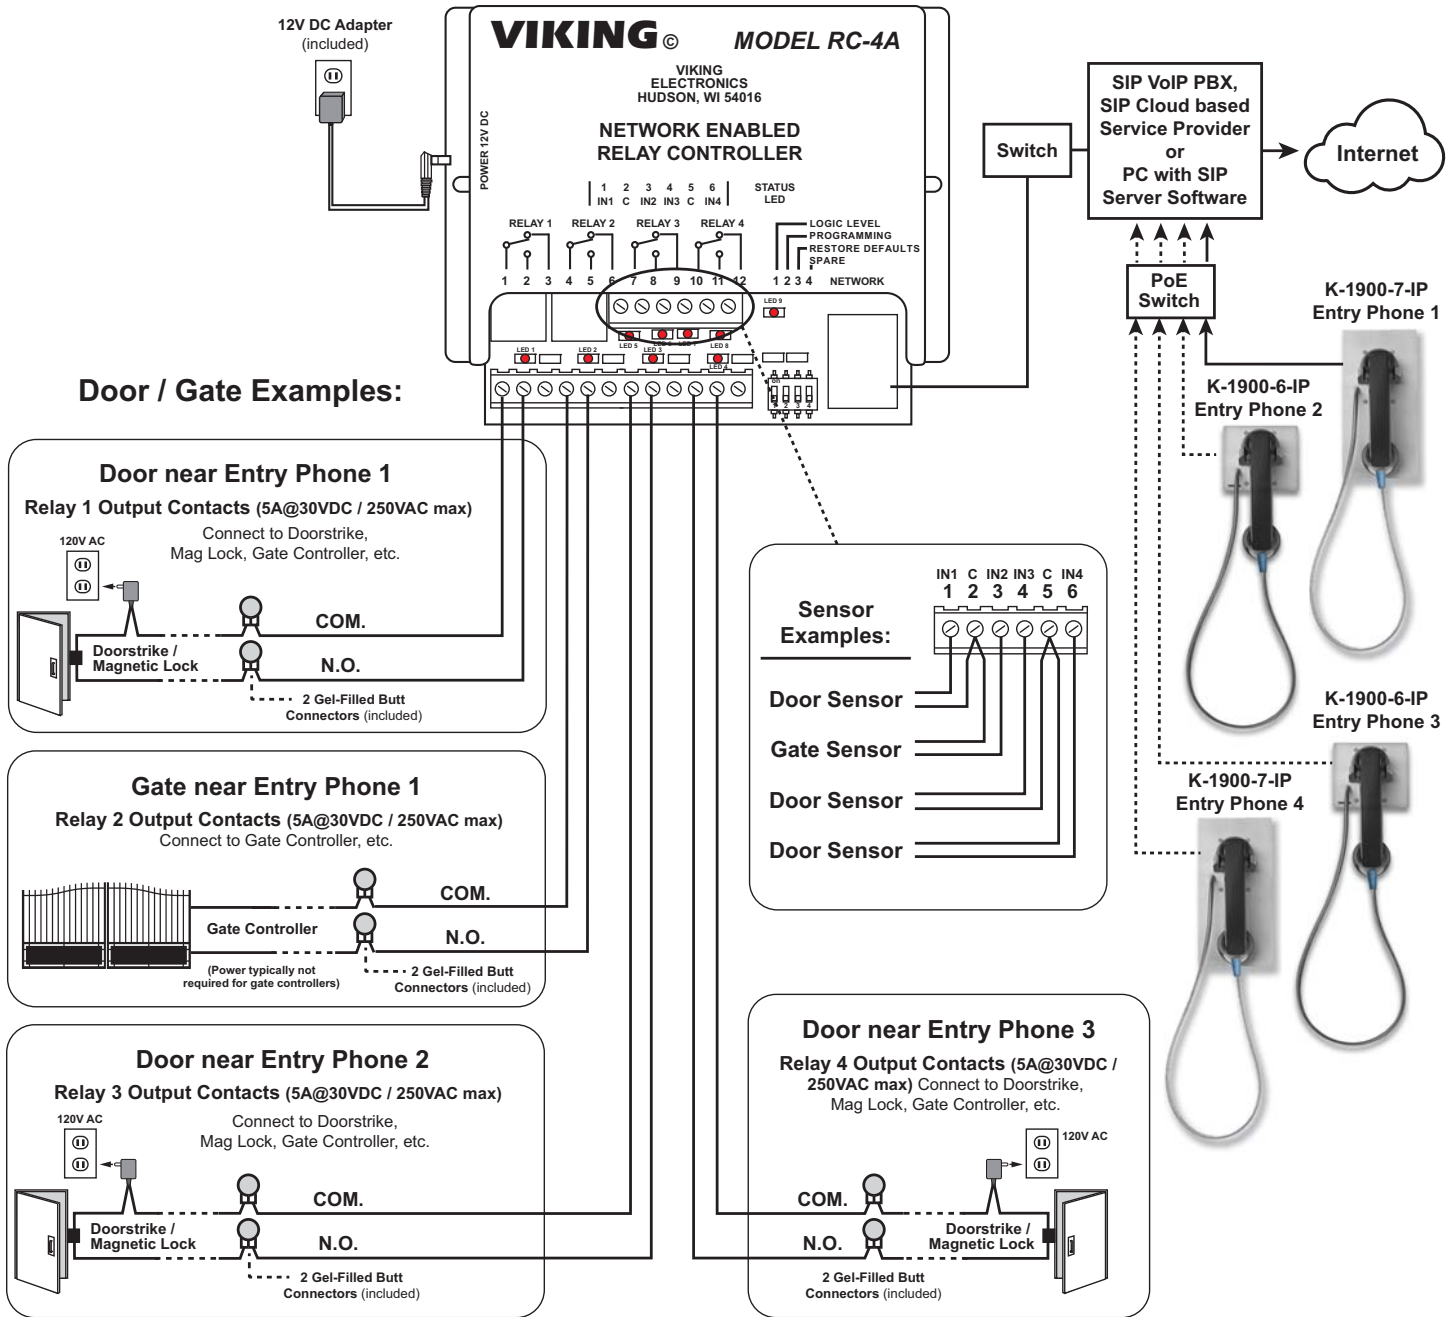 12V DC Adapter
(included)
VIKING© MODEL RC-4A
VIKING
ELECTRONICS
HUDSON, WI 54016
NETWORK ENABLED
RELAY CONTROLLER
POWER 12V DC
1 2 3 4 5 6
IN1 C IN2 IN3 C IN4
STATUS
LED
RELAY 1 RELAY 2 RELAY 3 RELAY 4
LOGIC LEVEL
PROGRAMMING
RESTORE DEFAULTS
SPARE
1 2 3 4 5 6 7 8 9 10 11 12 1 2 3 4 NETWORK
LED 9
LED 5 LED 8
LED 1 LED 2 LED 3 LED 4
on
1 2 3 4
Switch
SIP VoIP PBX,
SIP Cloud based
Service Provider
or
PC with SIP
Server Software
Internet
PoE
Switch
K-1900-7-IP
Entry Phone 1
K-1900-6-IP
Entry Phone 2
K-1900-6-IP
Entry Phone 3
K-1900-7-IP
Entry Phone 4
Door / Gate Examples:
Door near Entry Phone 1
Relay 1 Output Contacts (5A@30VDC / 250VAC max)
Connect to Doorstrike,
Mag Lock, Gate Controller, etc.
120V AC
COM.
Doorstrike /
Magnetic Lock
N.O.
2 Gel-Filled Butt
Connectors (included)
Gate near Entry Phone 1
Relay 2 Output Contacts (5A@30VDC / 250VAC max)
Connect to Gate Controller, etc.
COM.
Gate Controller
N.O.
(Power typically not
required for gate controllers)
2 Gel-Filled Butt
Connectors (included)
Door near Entry Phone 2
Relay 3 Output Contacts (5A@30VDC / 250VAC max)
Connect to Doorstrike,
Mag Lock, Gate Controller, etc.
120V AC
COM.
Doorstrike /
Magnetic Lock
N.O.
2 Gel-Filled Butt
Connectors (included)
Sensor
Examples:
IN1 C IN2 IN3 C IN4
1 2 3 4 5 6
Door Sensor
Gate Sensor
Door Sensor
Door Sensor
Door near Entry Phone 3
Relay 4 Output Contacts (5A@30VDC /
250VAC max) Connect to Doorstrike,
Mag Lock, Gate Controller, etc.
120V AC
COM.
Doorstrike /
Magnetic Lock
N.O.
2 Gel-Filled Butt
Connectors (included)